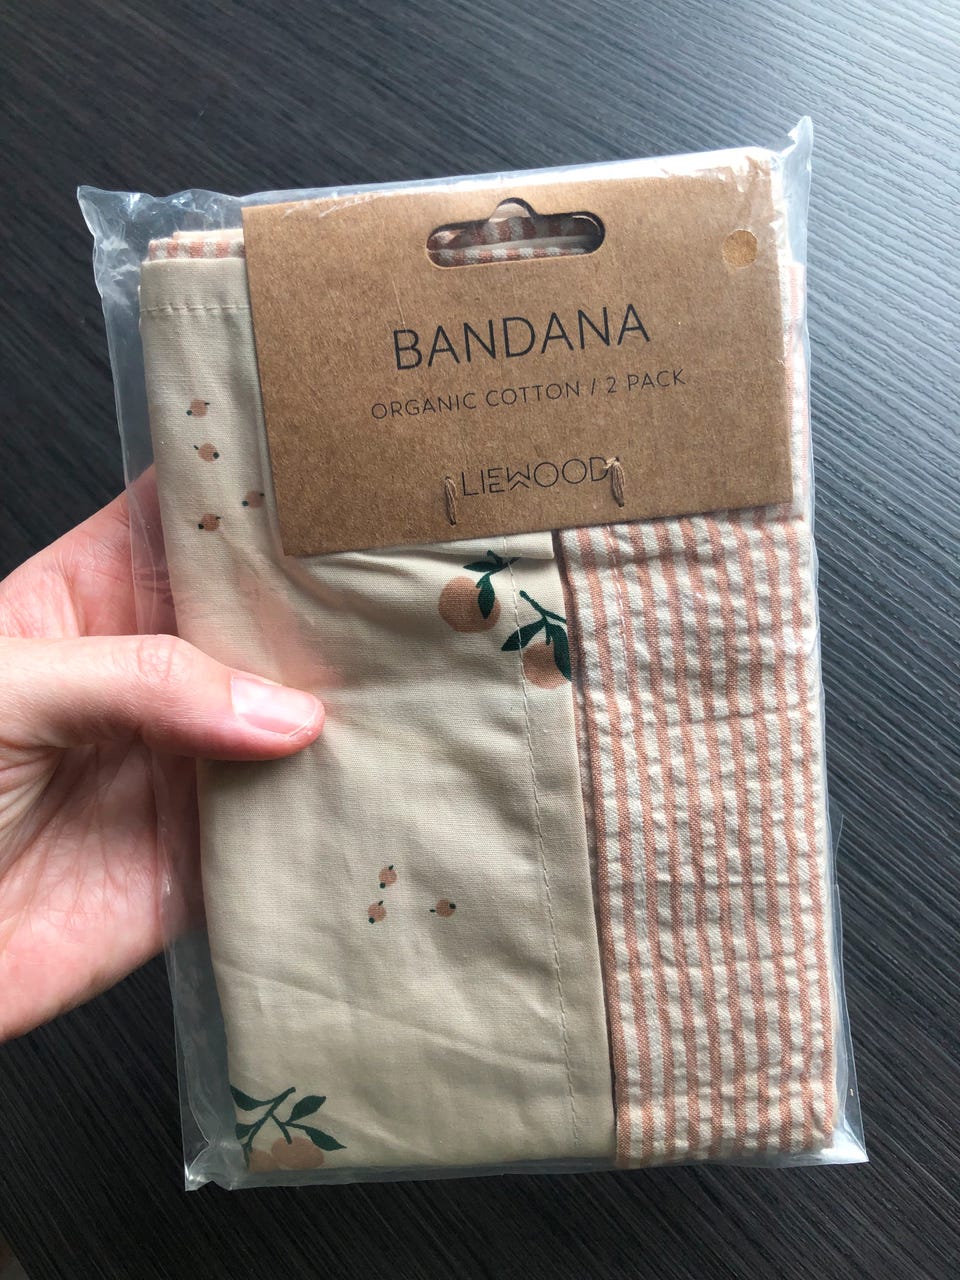 BANDANA
ORGANIC COTTON / 2 PACK
LIEWOOD